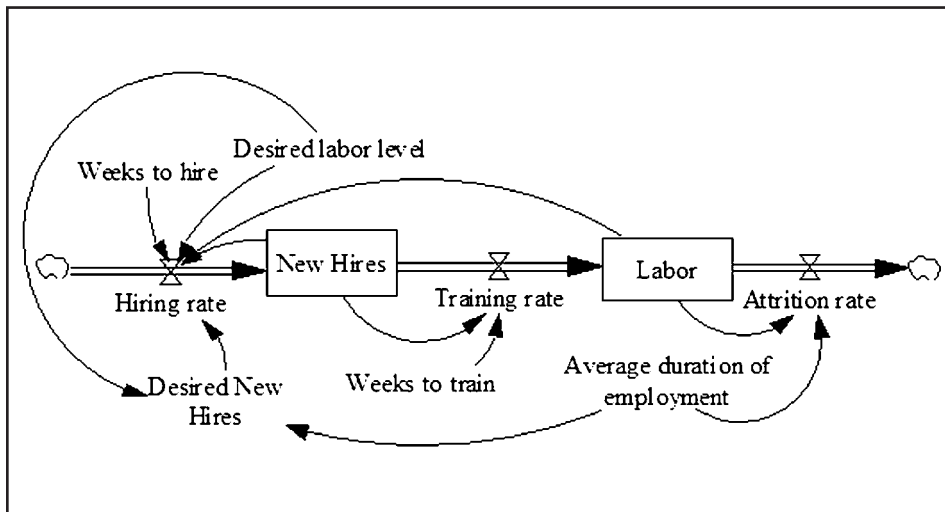 Desired labor level
Weeks to hire
New Hires
Labor
Hiring rate
Training rate
Attrition rate
Desired New
Hires
Weeks to train
Average duration of
employment